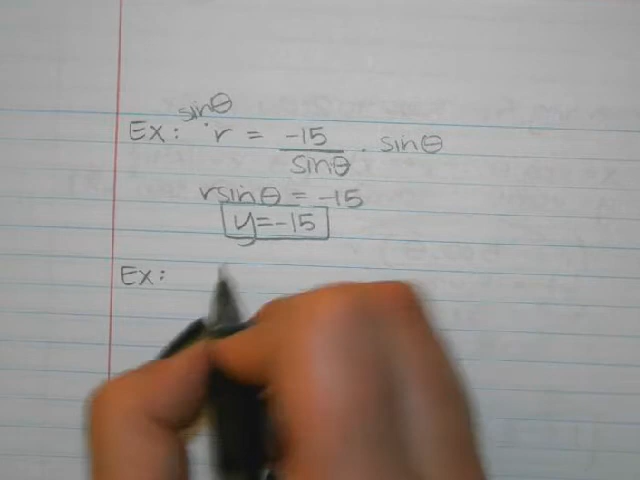 sinθ
Ex: · r = -15/sinθ · sinθ
rsinθ = -15
y=-15
Ex: